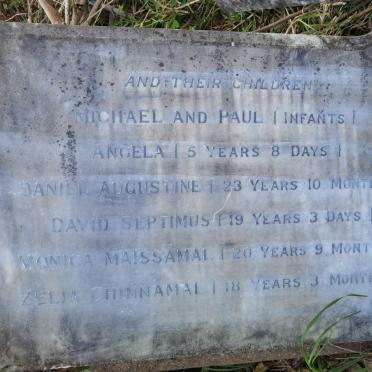 AND THEIR CHILDREN
MICHAEL AND PAUL | INFANTS |
ANGELA | 5 YEARS 8 DAYS |
DANIEL AUGUSTINE | 23 YEARS 10 MONTH
DAVID SEPTIMUS | 19 YEARS 3 DAYS |
MONICA MAISSAMAL | 20 YEARS 9 MONT
ZELIA CHINNAMAL | 18 YEARS 3 MONTH